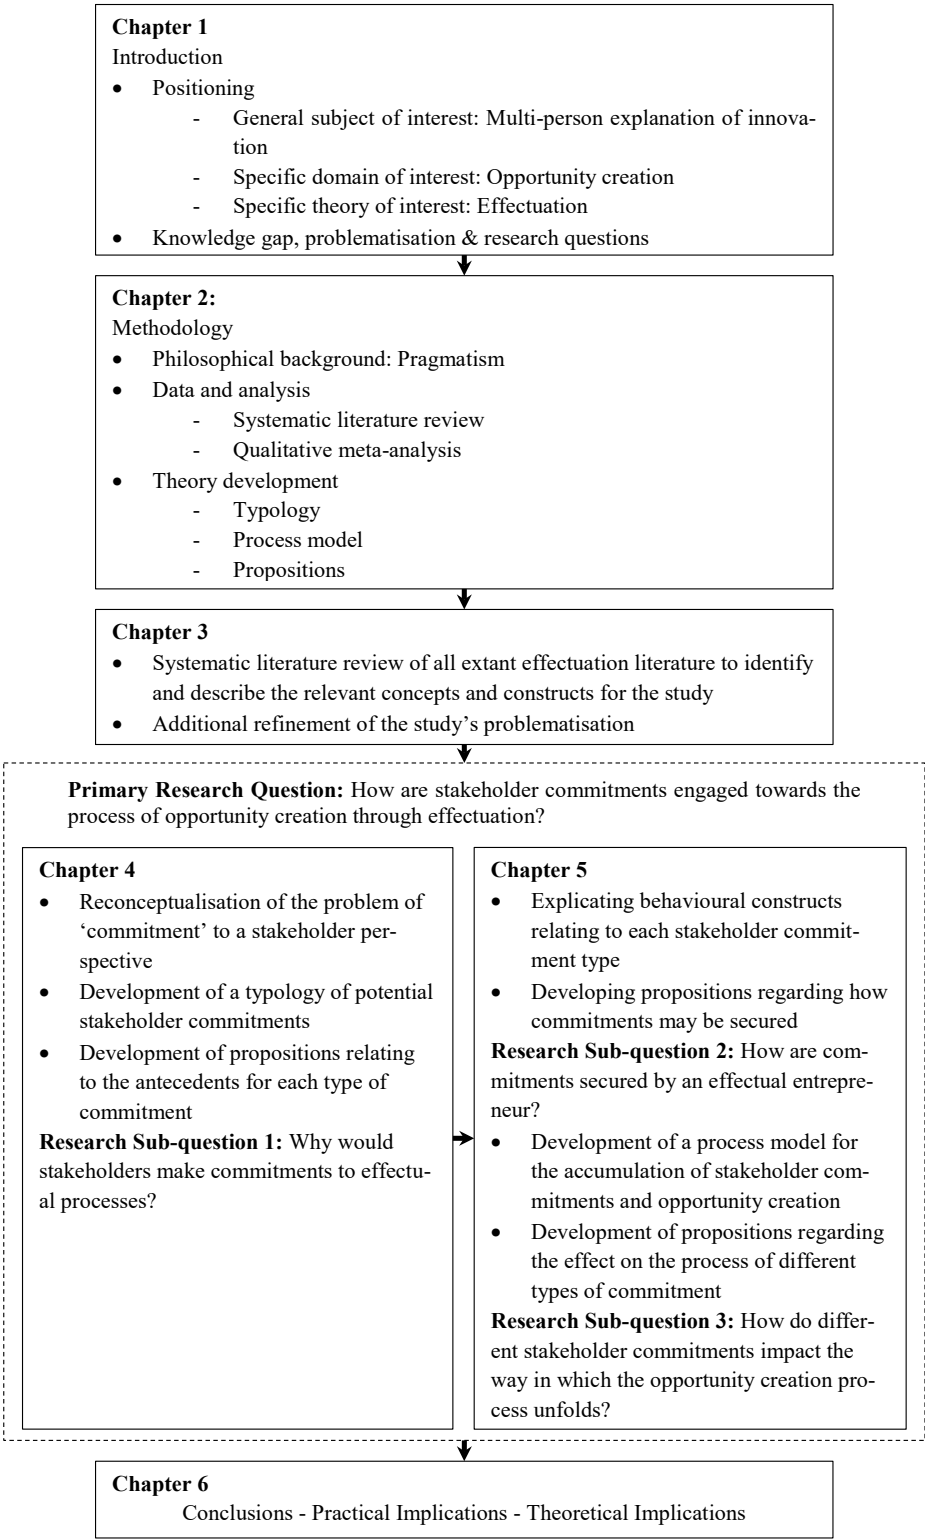 Chapter 1
Introduction
• Positioning
- General subject of interest: Multi-person explanation of innova-
tion
- Specific domain of interest: Opportunity creation
- Specific theory of interest: Effectuation
• Knowledge gap, problematisation & research questions
Chapter 2:
Methodology
• Philosophical background: Pragmatism
• Data and analysis
- Systematic literature review
- Qualitative meta-analysis
• Theory development
- Typology
- Process model
- Propositions
Chapter 3
• Systematic literature review of all extant effectuation literature to identify
and describe the relevant concepts and constructs for the study
• Additional refinement of the study’s problematisation
Primary Research Question: How are stakeholder commitments engaged towards the
process of opportunity creation through effectuation?
Chapter 4
• Reconceptualisation of the problem of
‘commitment’ to a stakeholder per-
spective
• Development of a typology of potential
stakeholder commitments
• Development of propositions relating
to the antecedents for each type of
commitment
Research Sub-question 1: Why would
stakeholders make commitments to effectu-
al processes?
Chapter 5
• Explicating behavioural constructs
relating to each stakeholder commit-
ment type
• Developing propositions regarding how
commitments may be secured
Research Sub-question 2: How are com-
mitments secured by an effectual entrepre-
neur?
• Development of a process model for
the accumulation of stakeholder com-
mitments and opportunity creation
• Development of propositions regarding
the effect on the process of different
types of commitment
Research Sub-question 3: How do differ-
ent stakeholder commitments impact the
way in which the opportunity creation pro-
cess unfolds?
Chapter 6
Conclusions - Practical Implications - Theoretical Implications